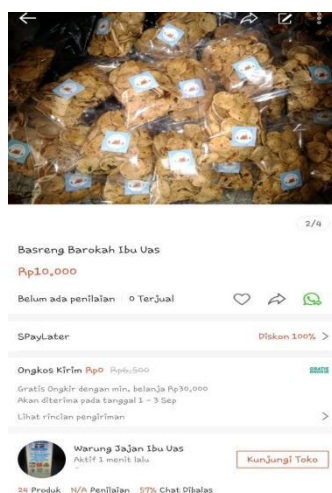 2/4
Basreng Barokah Ibu Uas
Rp10,000
Belum ada penilaian 0 Terjual
SPayLater Diskon 100% >
Ongkos Kirim Rp0 Rp6,500 GRATIS
Gratis Ongkir dengan min. belanja Rp30,000
Akan diterima pada tanggal 1 - 3 Sep
Lihat rincian pengiriman >
Warung Jajan Ibu Uas
Aktif 1 menit lalu
Kunjungi Toko
24 Produk N/A Penilaian 57% Chat Dibalas